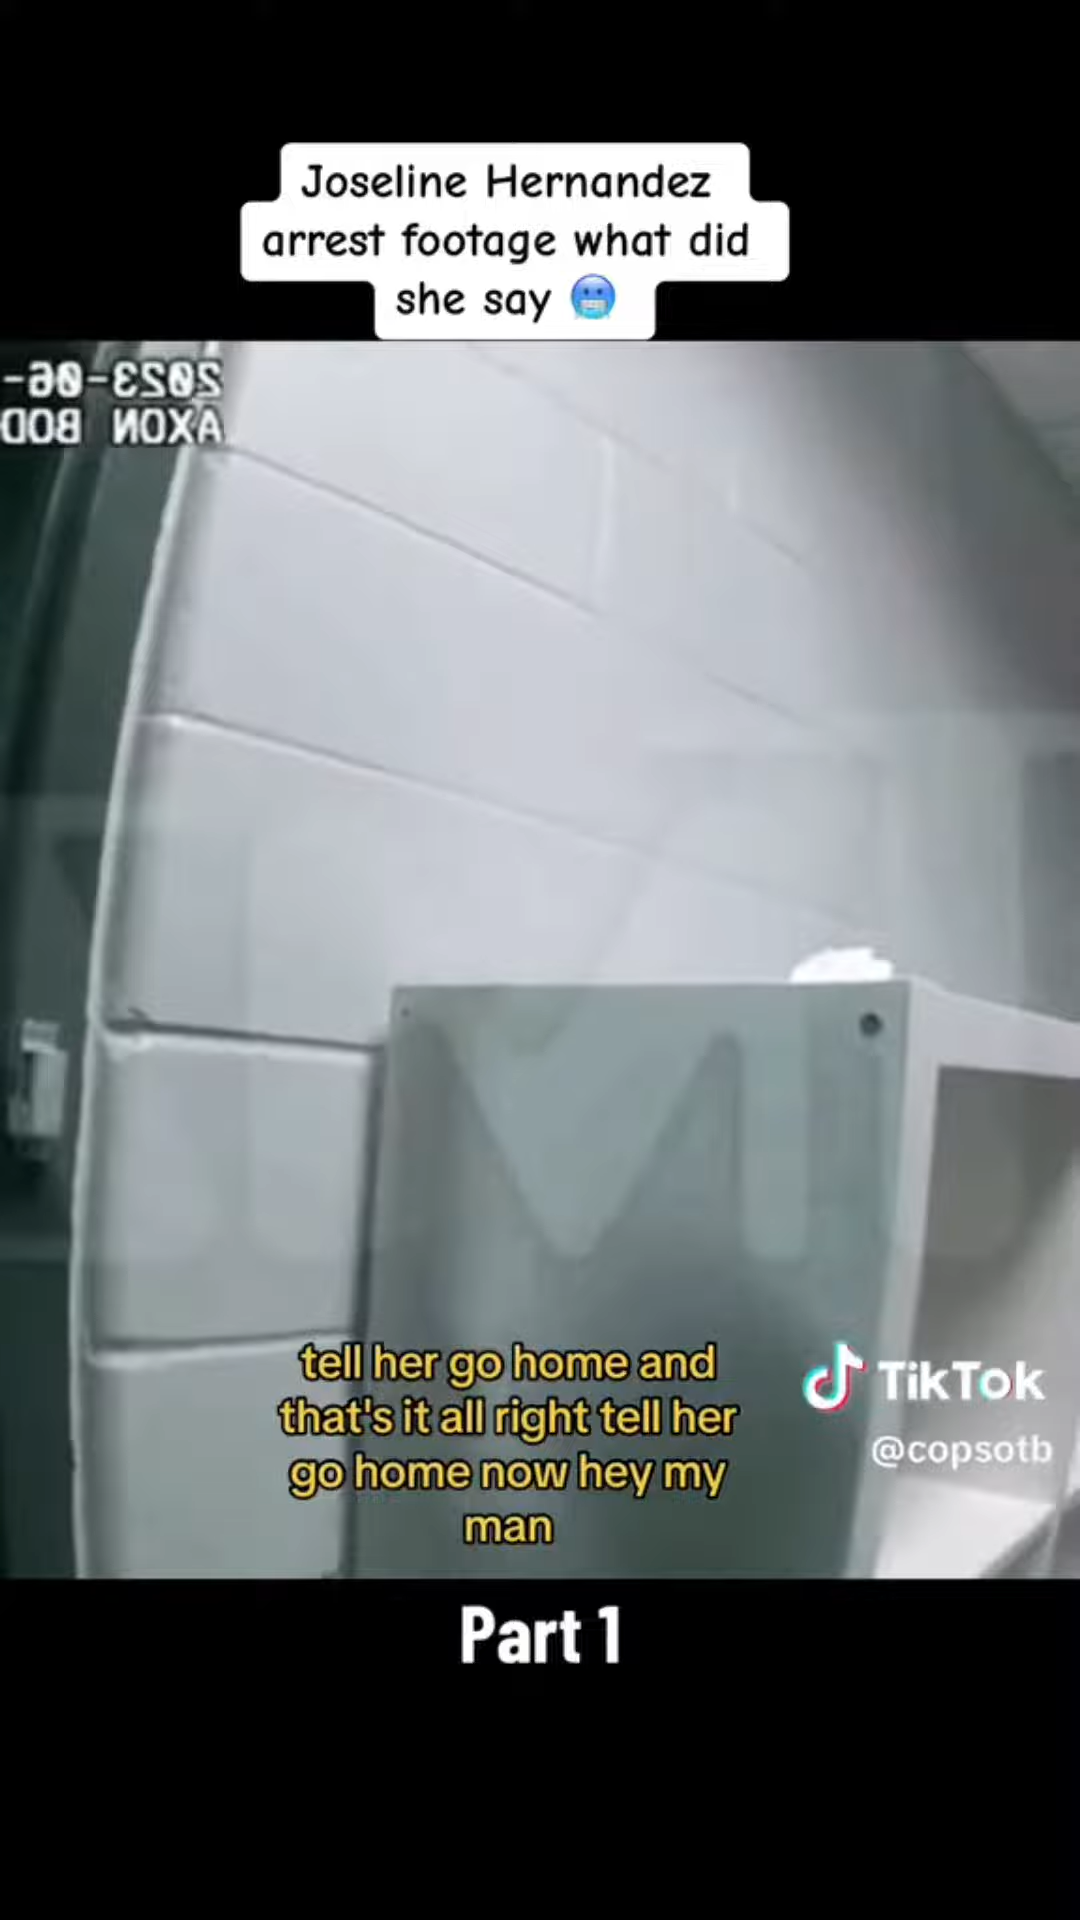 Joseline Hernandez
arrest footage what did
she say 🥶
2023-06-
AXON BOD
tell her go home and
that's it all right tell her
go home now hey my
man
TikTok
@copsotb
Part 1